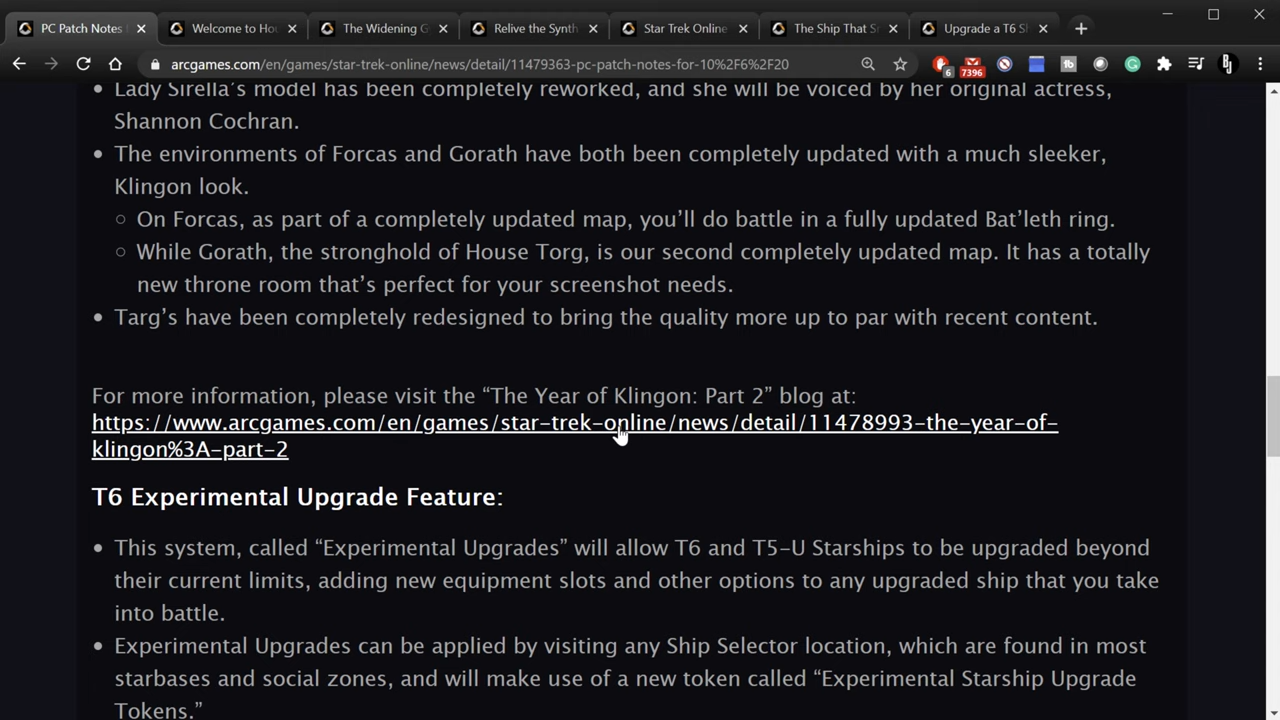 PC Patch Notes
Welcome to Hou
The Widening G
Relive the Synth
Star Trek Online
The Ship That S
Upgrade a T6 S
arcgames.com/en/games/star-trek-online/news/detail/11479363-pc-patch-notes-for-10%2F6%2F20
6
7396
tb
Lady Sirella’s model has been completely reworked, and she will be voiced by her original actress,
Shannon Cochran.
The environments of Forcas and Gorath have both been completely updated with a much sleeker,
Klingon look.
On Forcas, as part of a completely updated map, you’ll do battle in a fully updated Bat’leth ring.
While Gorath, the stronghold of House Torg, is our second completely updated map. It has a totally
new throne room that’s perfect for your screenshot needs.
Targ’s have been completely redesigned to bring the quality more up to par with recent content.
For more information, please visit the “The Year of Klingon: Part 2” blog at:
https://www.arcgames.com/en/games/star-trek-online/news/detail/11478993-the-year-of-
klingon%3A-part-2
T6 Experimental Upgrade Feature:
This system, called “Experimental Upgrades” will allow T6 and T5-U Starships to be upgraded beyond
their current limits, adding new equipment slots and other options to any upgraded ship that you take
into battle.
Experimental Upgrades can be applied by visiting any Ship Selector location, which are found in most
starbases and social zones, and will make use of a new token called “Experimental Starship Upgrade
Tokens.”